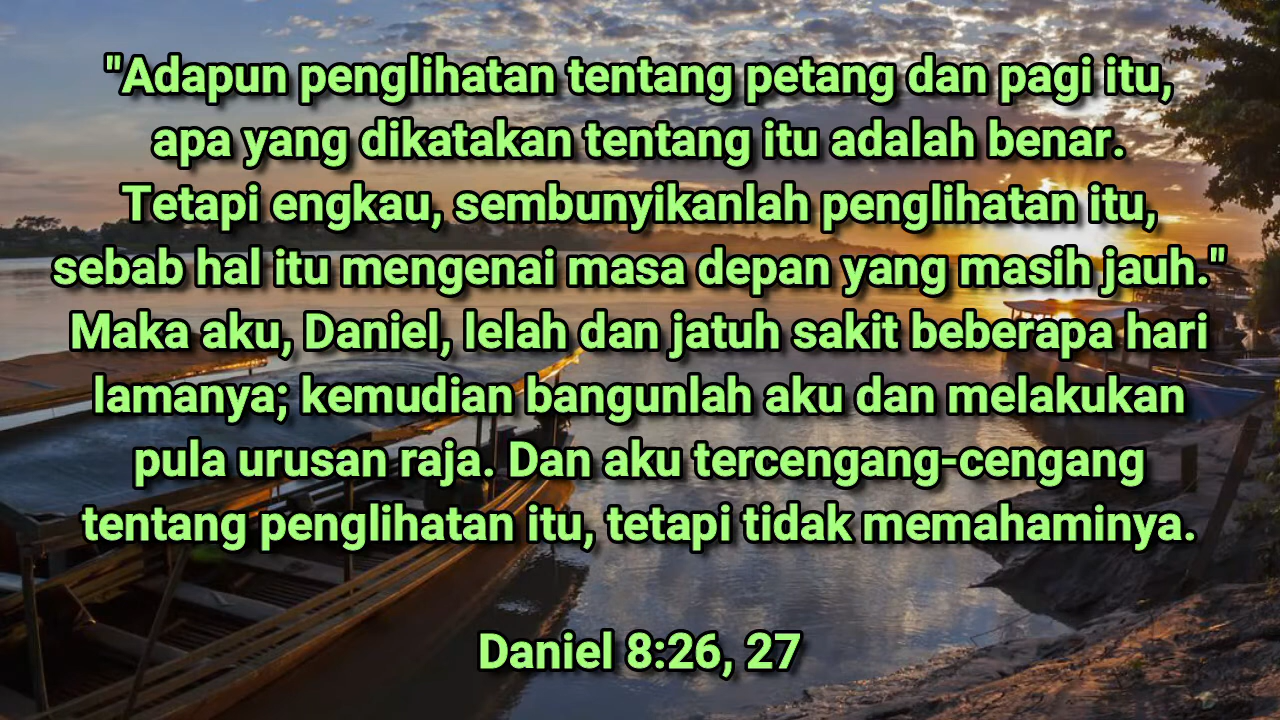 "Adapun penglihatan tentang petang dan pagi itu,
apa yang dikatakan tentang itu adalah benar.
Tetapi engkau, sembunyikanlah penglihatan itu,
sebab hal itu mengenai masa depan yang masih jauh."
Maka aku, Daniel, lelah dan jatuh sakit beberapa hari
lamanya; kemudian bangunlah aku dan melakukan
pula urusan raja. Dan aku tercengang-cengang
tentang penglihatan itu, tetapi tidak memahaminya.
Daniel 8:26, 27